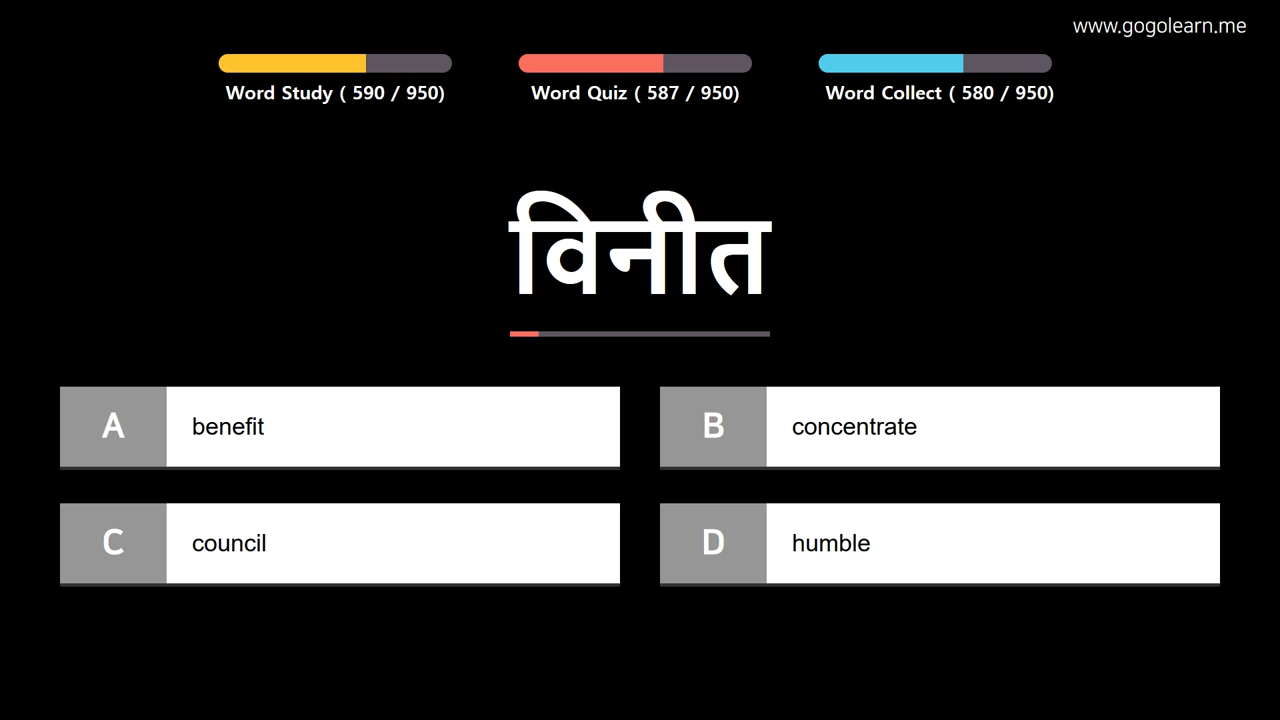 www.gogolearn.me
Word Study ( 590 / 950)
Word Quiz ( 587 / 950)
Word Collect ( 580 / 950)
विनीत
A benefit
B concentrate
C council
D humble